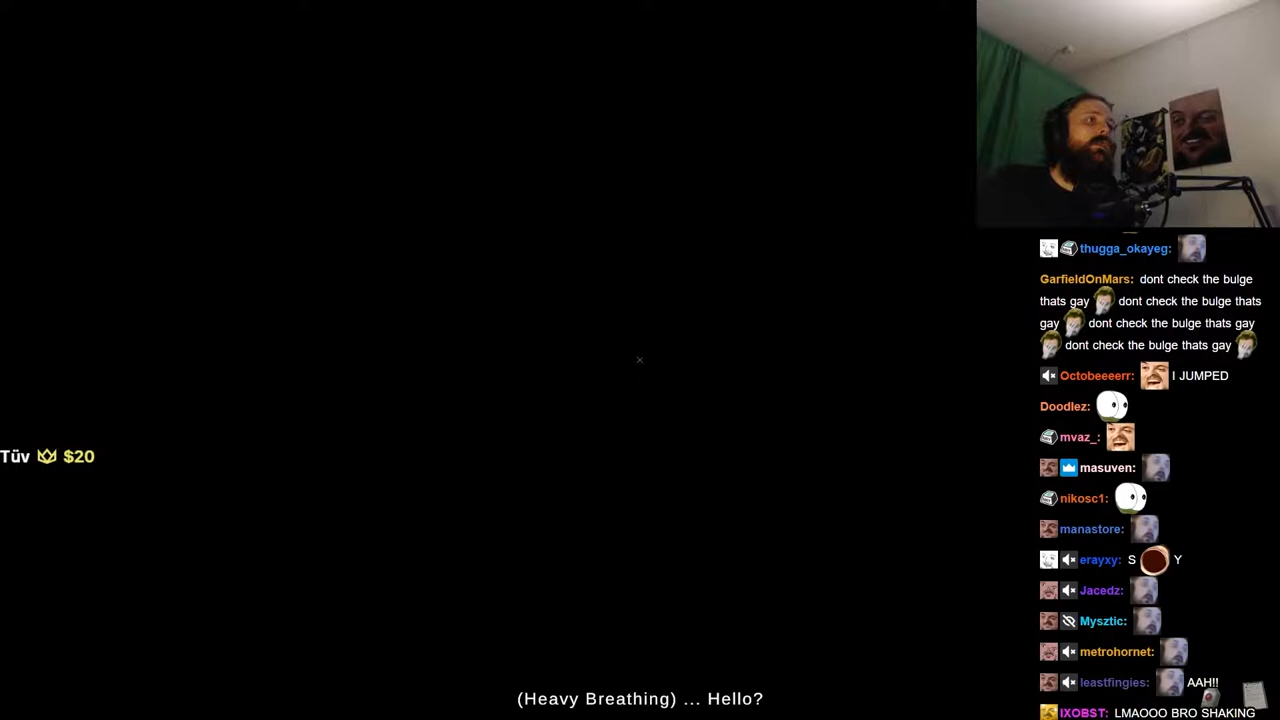 thugga_okayeg:
GarfieldOnMars: dont check the bulge
thats gay dont check the bulge thats
gay dont check the bulge thats gay
dont check the bulge thats gay
Octobeeeerr: I JUMPED
Doodlez:
mvaz_:
Tüv $20
masuven:
nikosc1:
manastore:
erayxy: S Y
Jacedz:
Mysztic:
metrohornet:
leastfingies: AAH!!
(Heavy Breathing) ... Hello?
IXOBST: LMAOOO BRO SHAKING